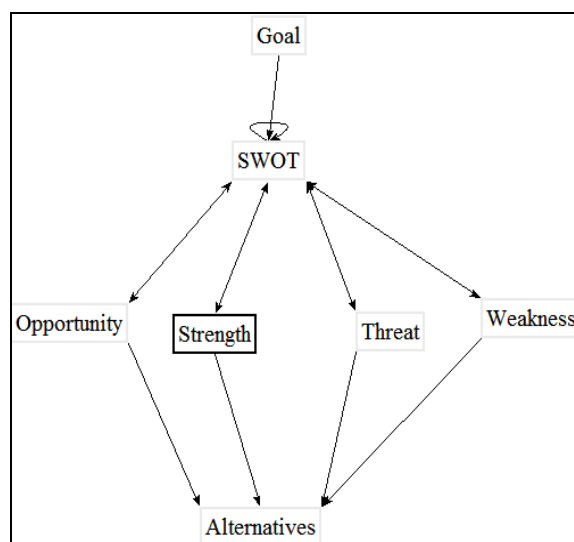 Goal
SWOT
Opportunity
Strength
Threat
Weakness
Alternatives